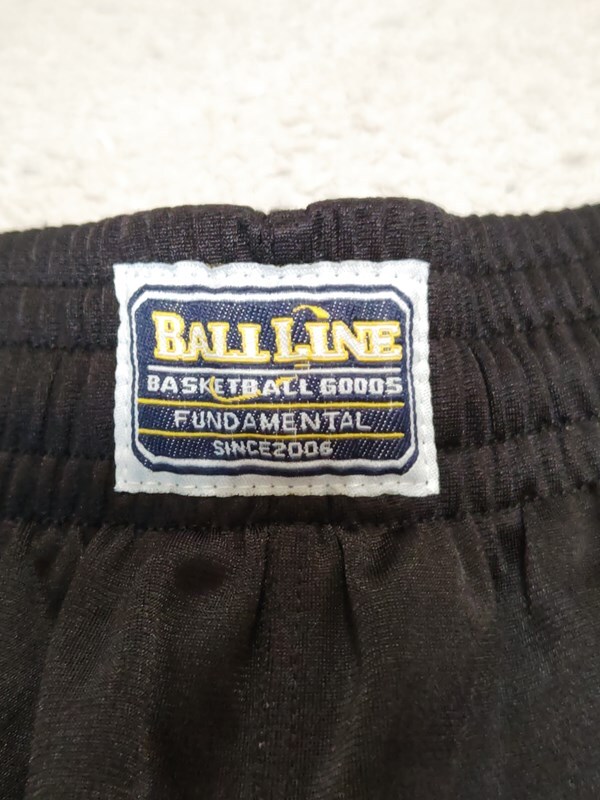 BALL LINE
BASKETBALL GOODS
FUNDAMENTAL
SINCE2006